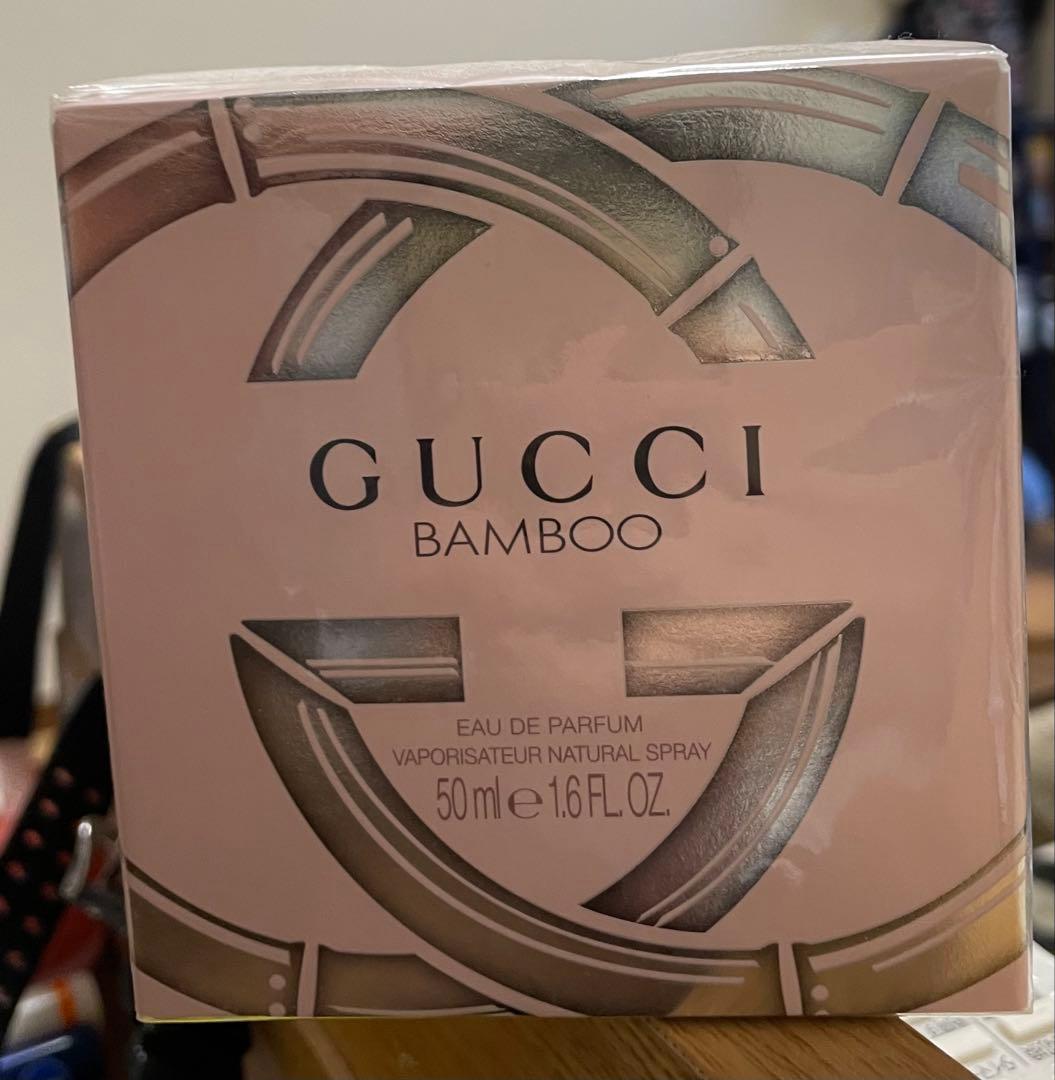 GUCCI
BAMBOO
EAU DE PARFUM
VAPORISATEUR NATURAL SPRAY
50 ml e 1.6 FL. OZ.